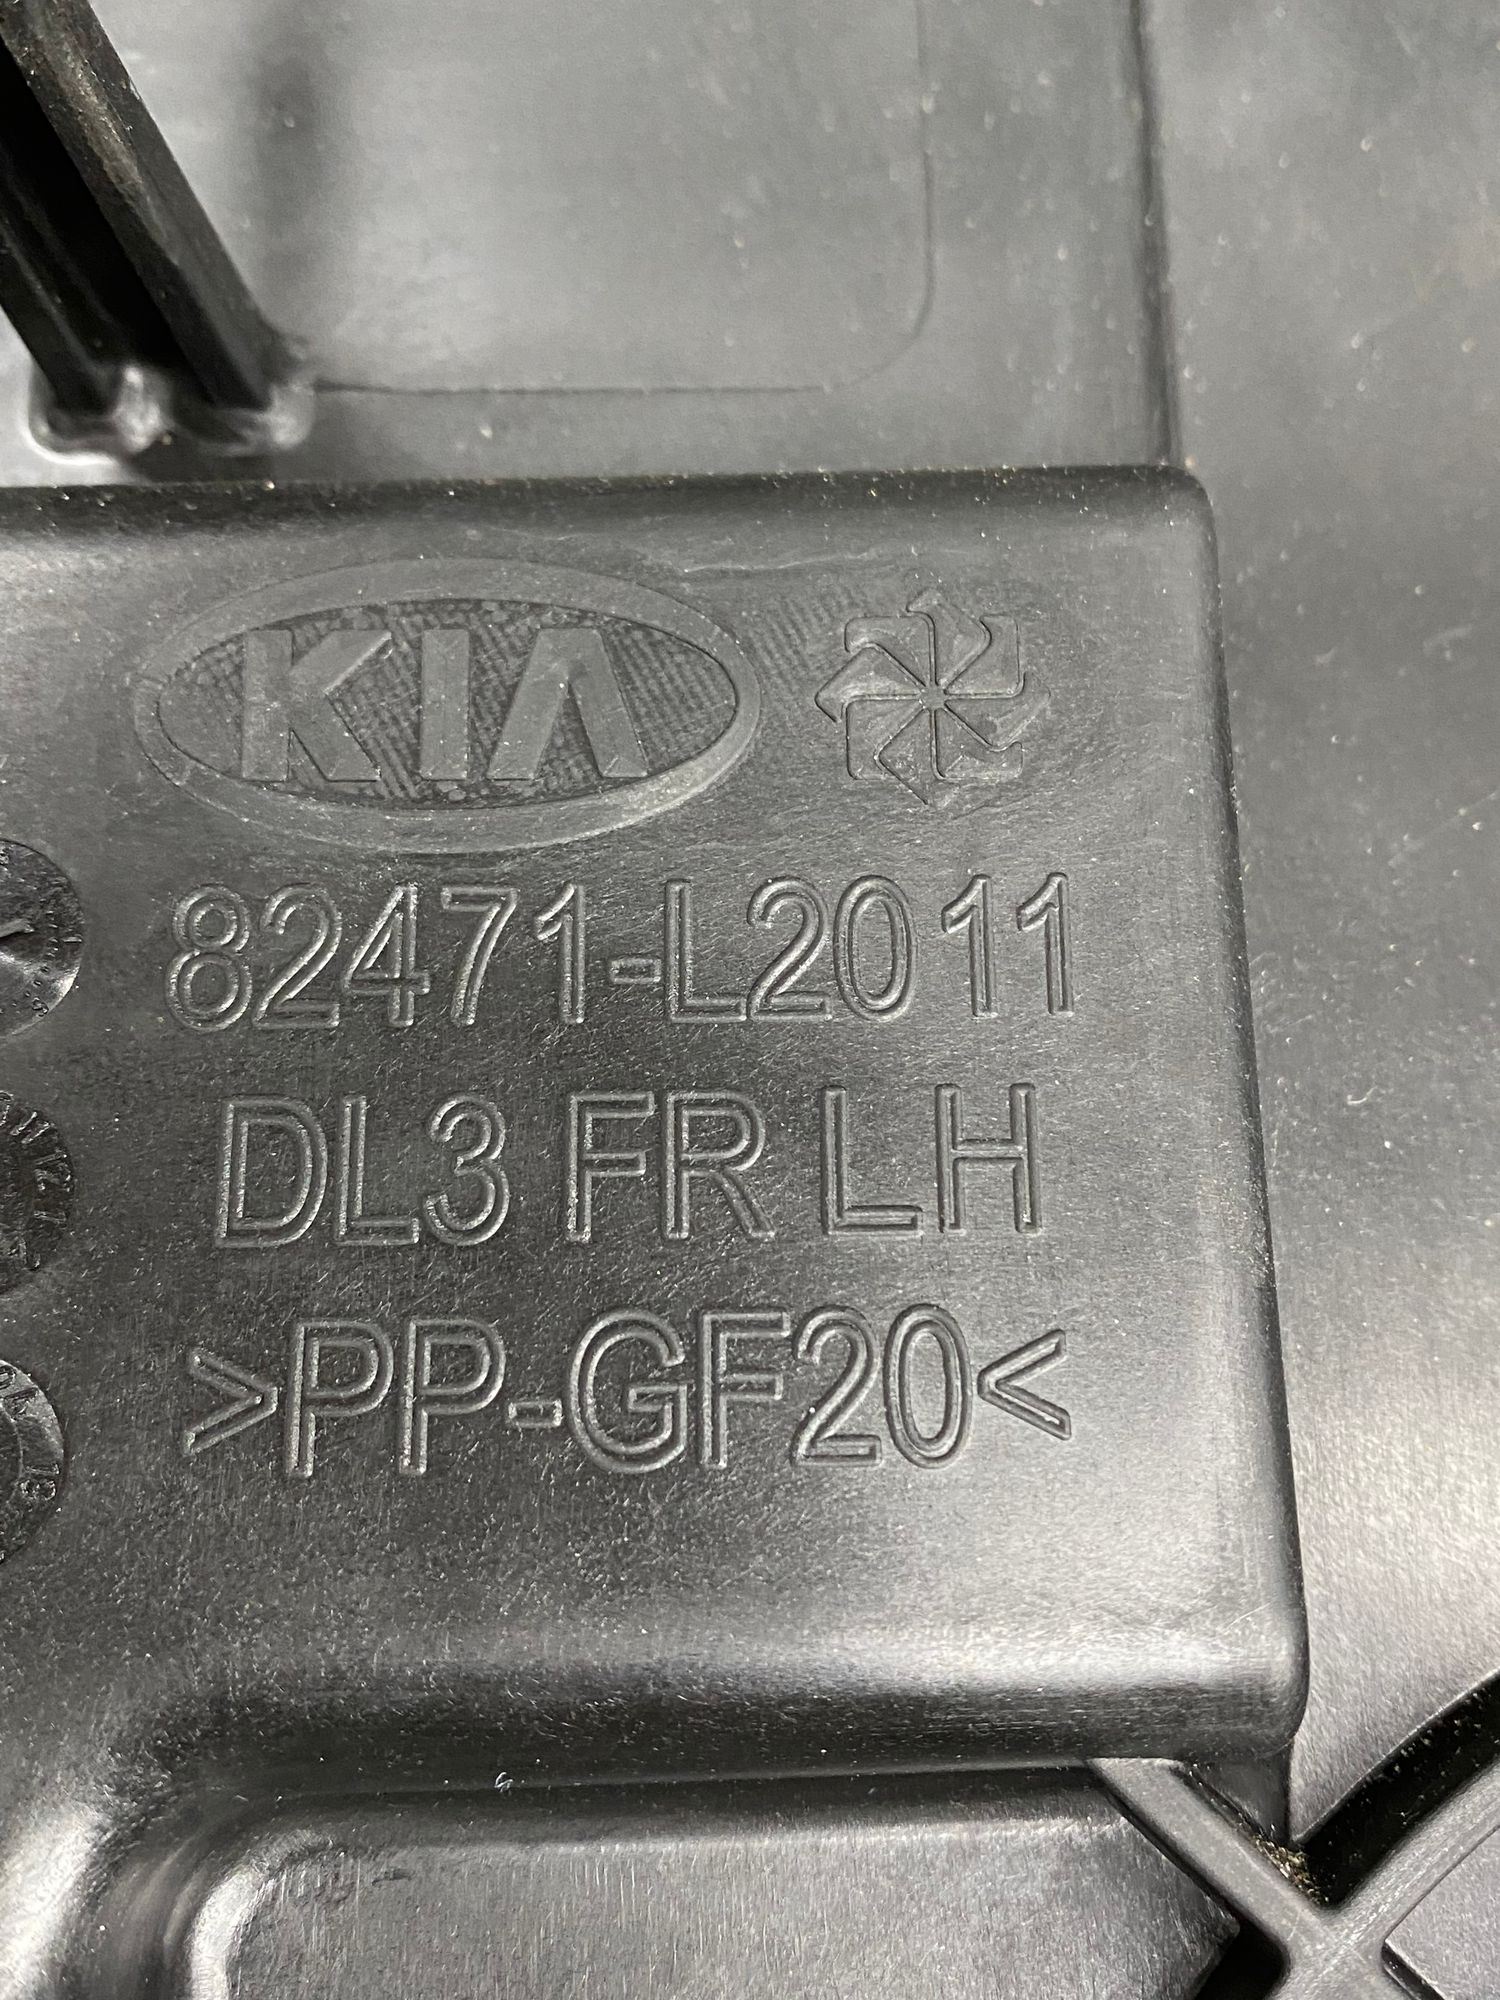 KIA
82471-L2011
DL3 FR LH
>PP-GF20<